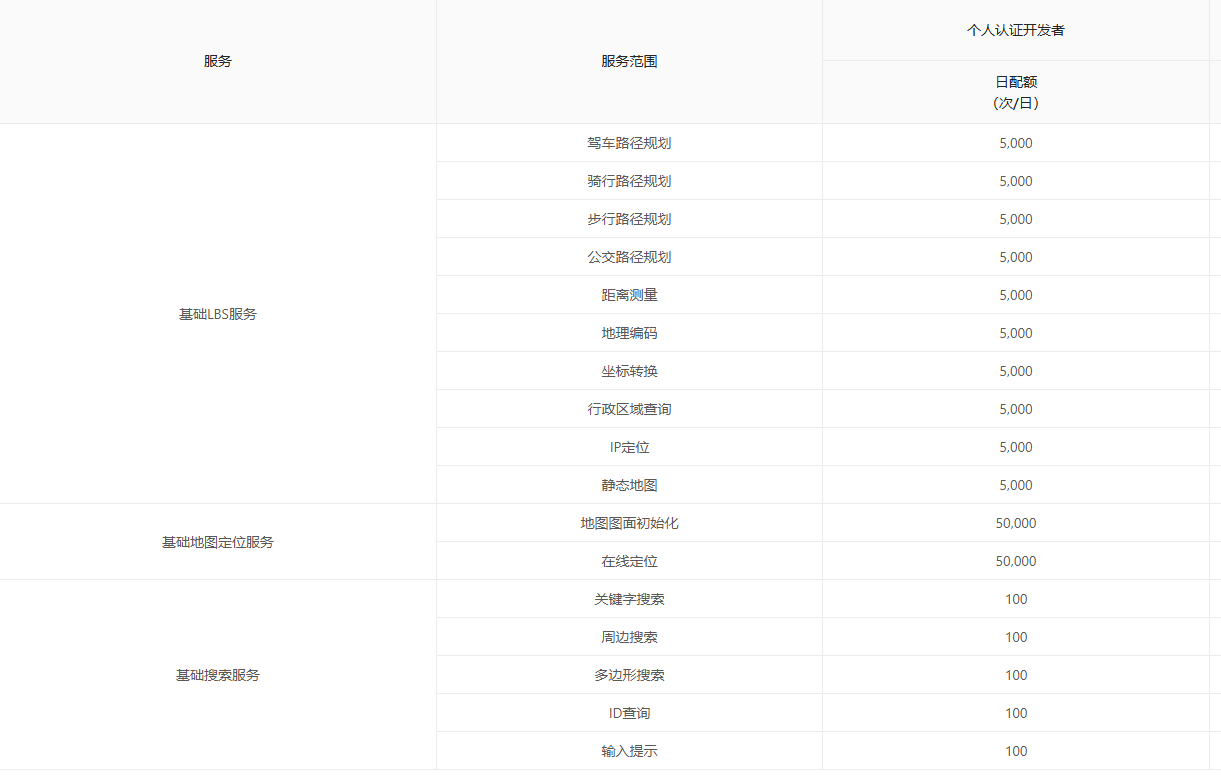 服务
服务范围
个人认证开发者
日配额
（次/日）
基础LBS服务
驾车路径规划
5,000
骑行路径规划
5,000
步行路径规划
5,000
公交路径规划
5,000
距离测量
5,000
地理编码
5,000
坐标转换
5,000
行政区域查询
5,000
IP定位
5,000
静态地图
5,000
基础地图定位服务
地图图面初始化
50,000
在线定位
50,000
基础搜索服务
关键字搜索
100
周边搜索
100
多边形搜索
100
ID查询
100
输入提示
100